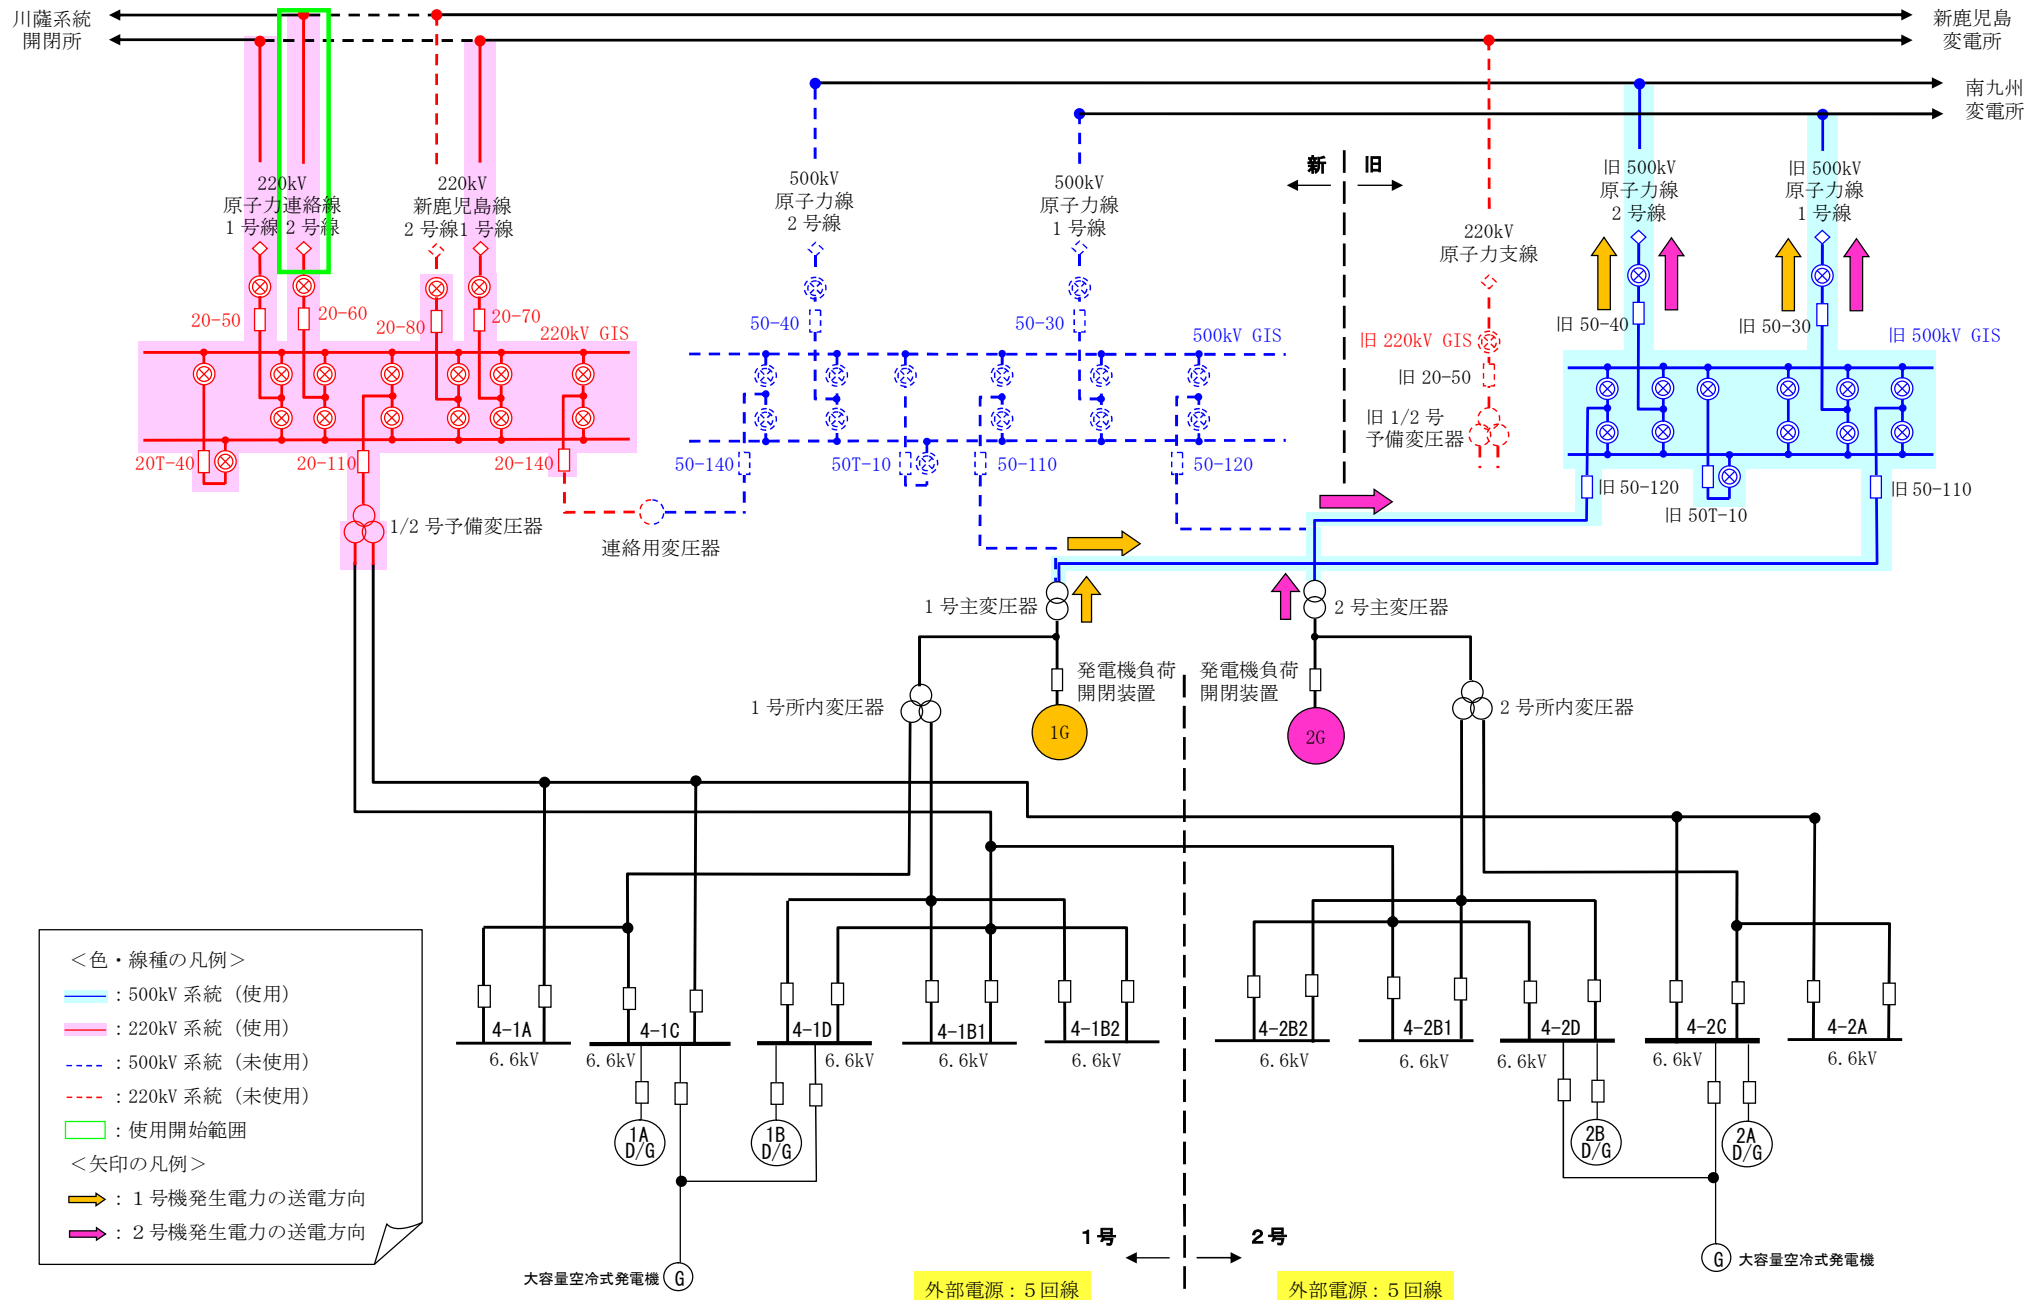 川薩系統
開閉所
新鹿児島
変電所
南九州
変電所
220kV
原子力連絡線
1号線 2号線
220kV
新鹿児島線
2号線 1号線
500kV
原子力線
2号線
500kV
原子力線
1号線
新 旧
220kV
原子力支線
旧 500kV
原子力線
2号線
旧 500kV
原子力線
1号線
20-50
20-60
20-80
20-70
220kV GIS
50-40
50-30
500kV GIS
旧 220kV GIS
旧 20-50
旧 1/2 号
予備変圧器
旧 50-40
旧 50-30
旧 500kV GIS
20T-40
20-110
20-140
50-140
50T-10
50-110
50-120
旧 50-120
旧 50T-10
旧 50-110
1/2 号予備変圧器
連絡用変圧器
1 号主変圧器
2 号主変圧器
発電機負荷
開閉装置
発電機負荷
開閉装置
1 号所内変圧器
2 号所内変圧器
1G
2G
4-1A
6.6kV
4-1C
6.6kV
4-1D
6.6kV
4-1B1
6.6kV
4-1B2
6.6kV
4-2B2
6.6kV
4-2B1
6.6kV
4-2D
6.6kV
4-2C
6.6kV
4-2A
6.6kV
1A
D/G
1B
D/G
2B
D/G
2A
D/G
大容量空冷式発電機 G
G 大容量空冷式発電機
1号 2号
外部電源：5回線
外部電源：5回線
＜色・線種の凡例＞
：500kV 系統（使用）
：220kV 系統（使用）
：500kV 系統（未使用）
：220kV 系統（未使用）
：使用開始範囲
＜矢印の凡例＞
：1号機発生電力の送電方向
：2号機発生電力の送電方向